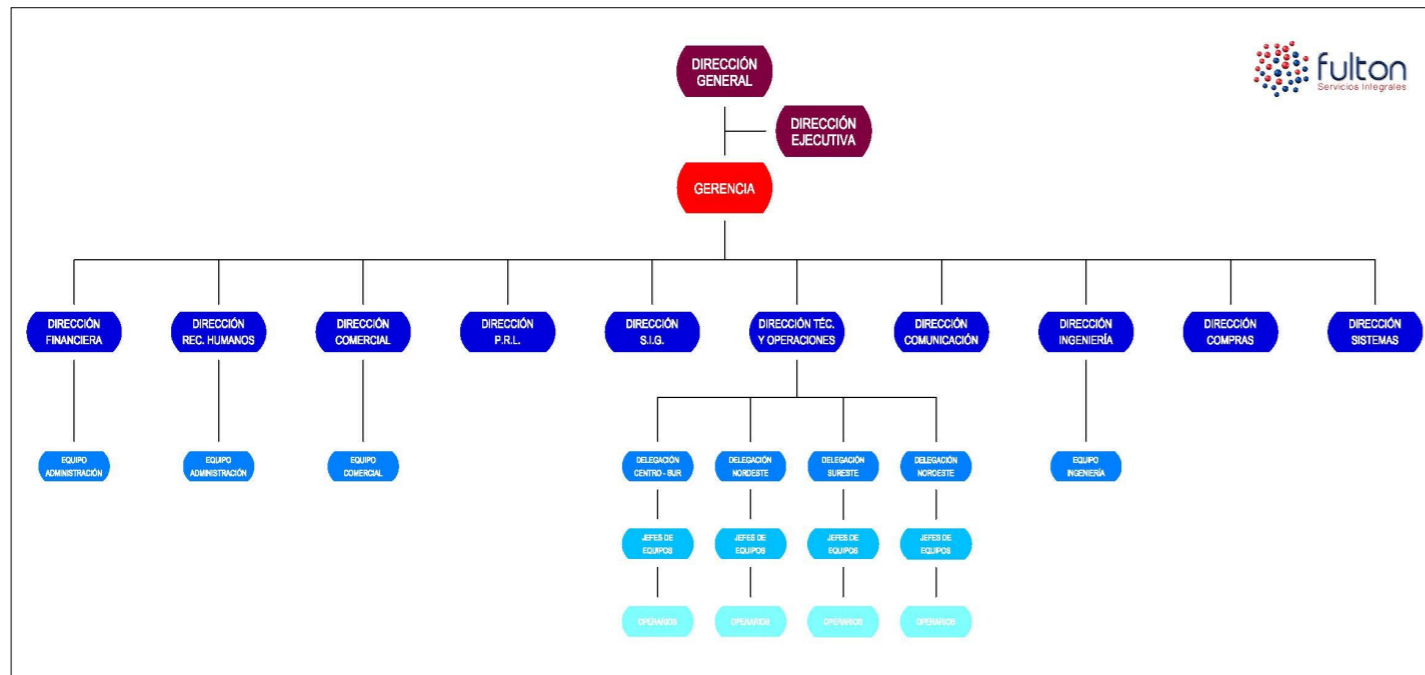 DIRECCIÓN
GENERAL
fulton
Servicios Integrales
DIRECCIÓN
EJECUTIVA
GERENCIA
DIRECCIÓN
FINANCIERA
DIRECCIÓN
REC. HUMANOS
DIRECCIÓN
COMERCIAL
DIRECCIÓN
P.R.L.
DIRECCIÓN
S.I.G.
DIRECCIÓN TÉC.
Y OPERACIONES
DIRECCIÓN
COMUNICACIÓN
DIRECCIÓN
INGENIERÍA
DIRECCIÓN
COMPRAS
DIRECCIÓN
SISTEMAS
EQUIPO
ADMINISTRACIÓN
EQUIPO
ADMINISTRACIÓN
EQUIPO
COMERCIAL
DELEGACIÓN
CENTRO - SUR
DELEGACIÓN
NORDESTE
DELEGACIÓN
SURESTE
DELEGACIÓN
NOROESTE
EQUIPO
INGENIERÍA
JEFES DE
EQUIPOS
JEFES DE
EQUIPOS
JEFES DE
EQUIPOS
JEFES DE
EQUIPOS
OPERARIOS
OPERARIOS
OPERARIOS
OPERARIOS